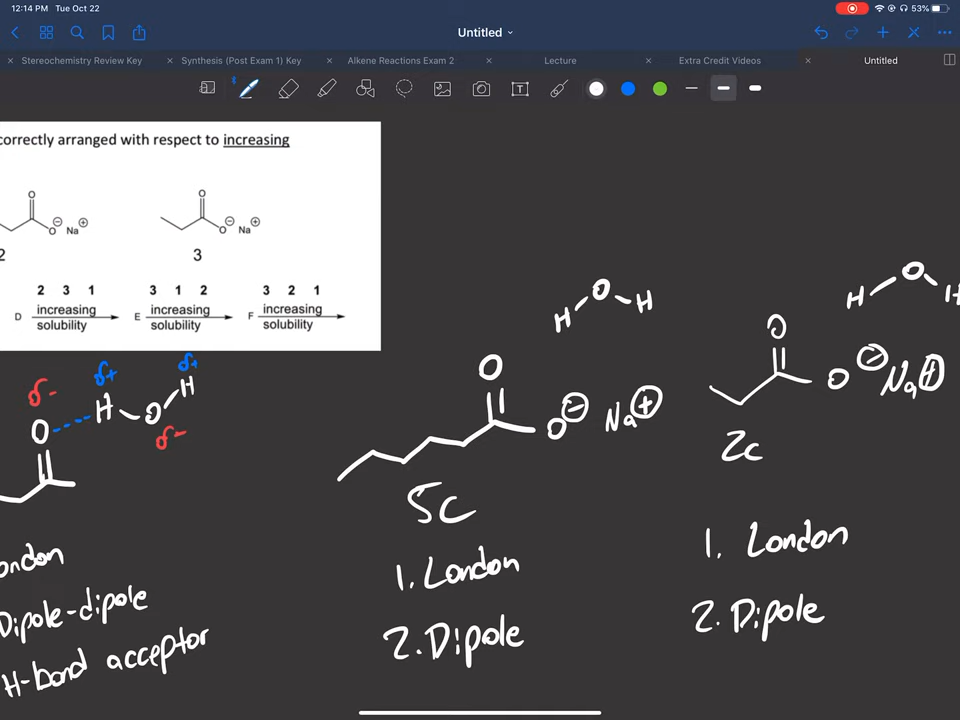 12:14 PM Tue Oct 22
53%
Untitled
Stereochemistry Review Key
Synthesis (Post Exam 1) Key
Alkene Reactions Exam 2
Lecture
Extra Credit Videos
Untitled
correctly arranged with respect to increasing
O
O
O ⊖ Na ⊕
O ⊖ Na ⊕
2
3
2 3 1
3 1 2
3 2 1
D increasing
solubility
E increasing
solubility
F increasing
solubility
O
H
H
O
H
H
δ- δ+ δ+
O H O H
δ-
O
O ⊖ Na ⊕
5C
O
O ⊖ Na ⊕
2C
ondon
Dipole-dipole
H-bond acceptor
1. London
2. Dipole
1. London
2. Dipole